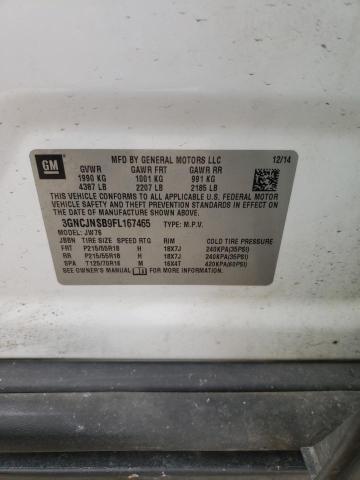 GM
MFD BY GENERAL MOTORS LLC 12/14
GVWR GAWR FRT GAWR RR
1990 KG 1001 KG 991 KG
4387 LB 2207 LB 2185 LB
THIS VEHICLE CONFORMS TO ALL APPLICABLE U.S. FEDERAL
MOTOR VEHICLE SAFETY, BUMPER, AND THEFT PREVENTION
STANDARDS IN EFFECT ON THE DATE OF MANUFACTURE SHOWN ABOVE.
3GNCJNSB9FL167465 TYPE: M.P.V.
MODEL: JW76
JBBN TIRE SIZE SPEED RTG RIM COLD TIRE PRESSURE
FRT P215/55R18 H 18X7J 240KPA(35PSI)
RR P215/55R18 H 18X7J 240KPA(35PSI)
SPA T125/70R16 M 16X4T 420KPA(60PSI)
SEE OWNER'S MANUAL FOR ADDITIONAL INFORMATION.